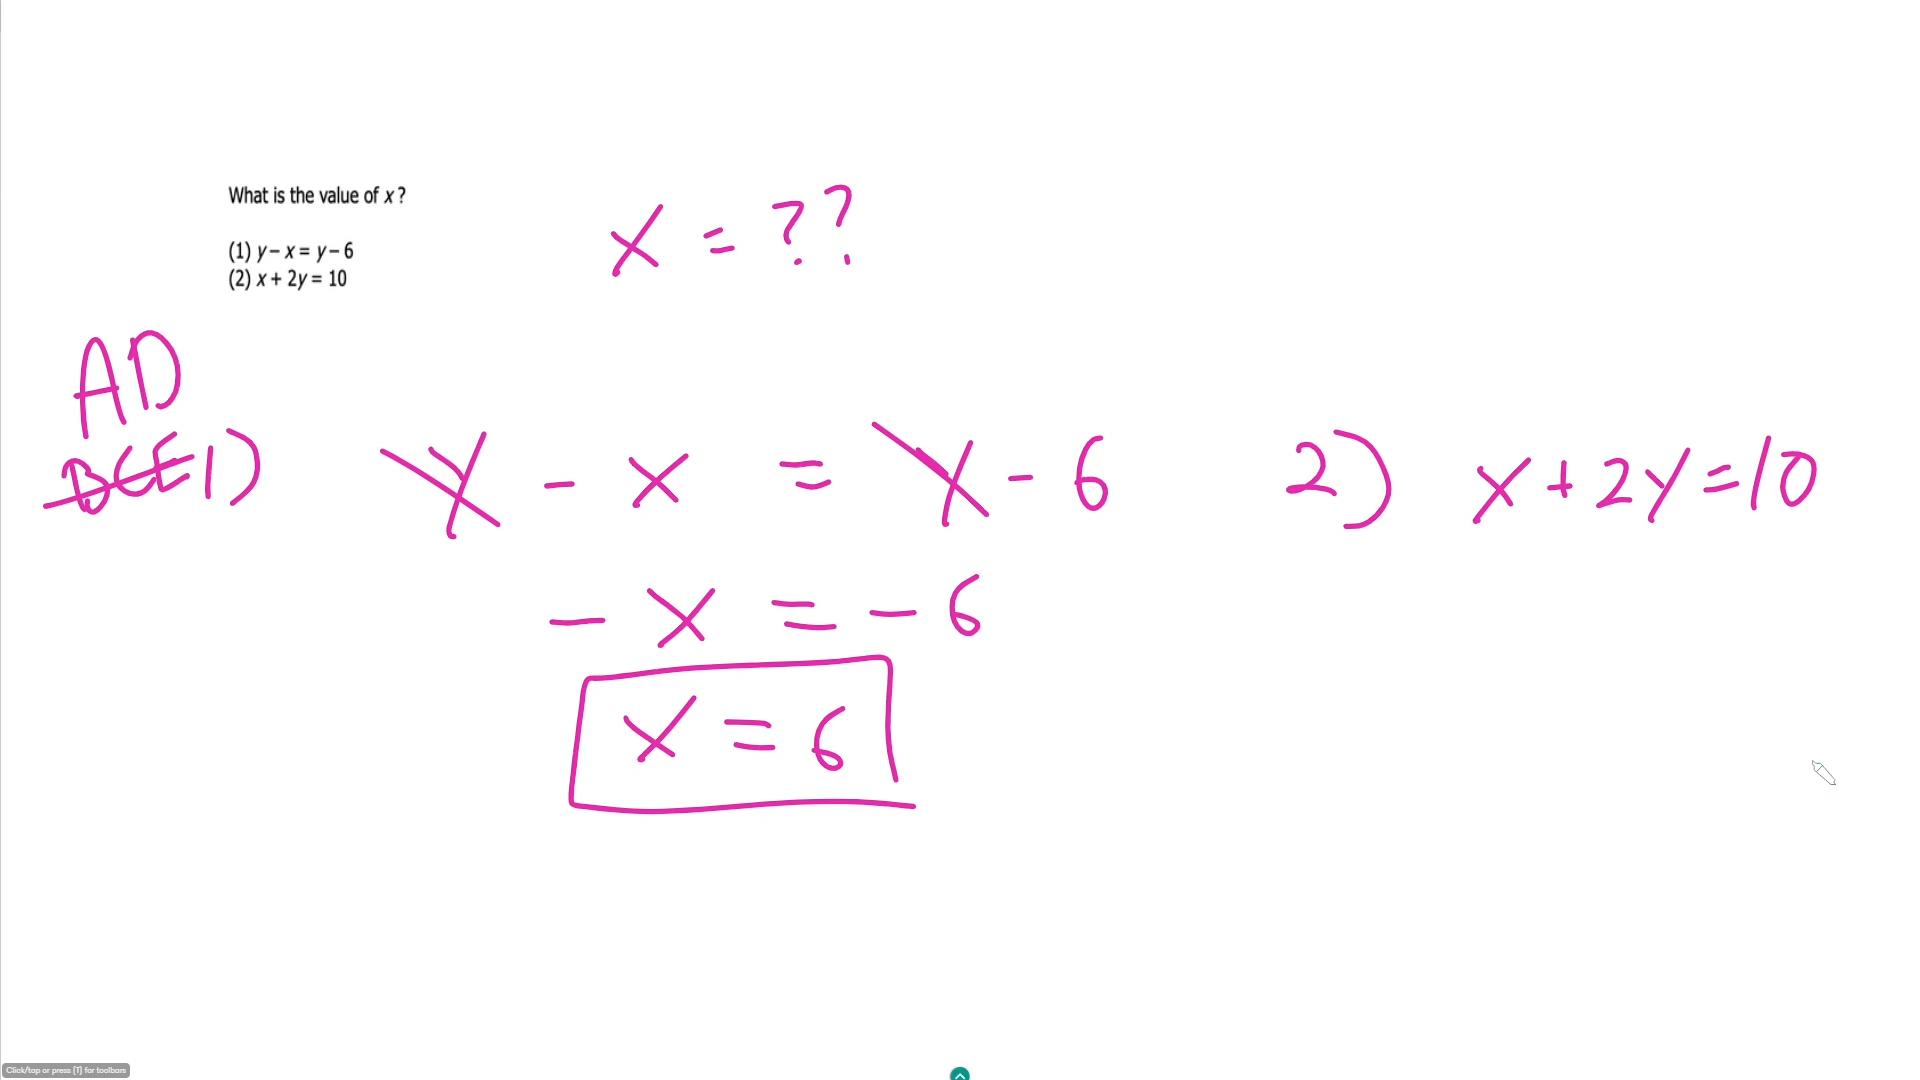 What is the value of x ?
(1) y – x = y – 6
(2) x + 2y = 10
x = ??
AD
BCE
1) y - x = y - 6
2) x + 2y = 10
- x = - 6
x = 6
Click/tap or press [T] for toolbars